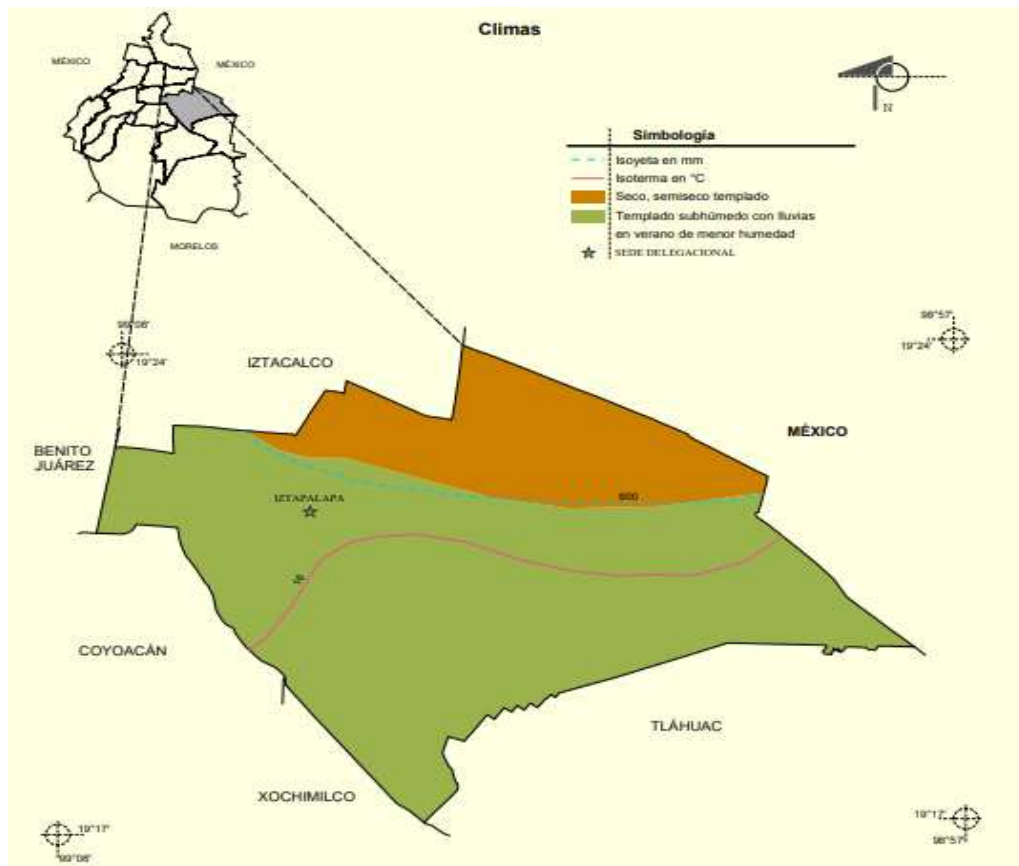 Climas
MÉXICO
MÉXICO
MORELOS
N
Simbología
Isoyeta en mm
Isoterma en °C
Seco, semiseco templado
Templado subhúmedo con lluvias
en verano de menor humedad
SEDE DELEGACIONAL
99°08'
19°24'
98°57'
19°24'
IZTACALCO
MÉXICO
BENITO
JUÁREZ
IZTAPALAPA
600
COYOACÁN
TLÁHUAC
XOCHIMILCO
19°17'
99°08'
19°17'
98°57'